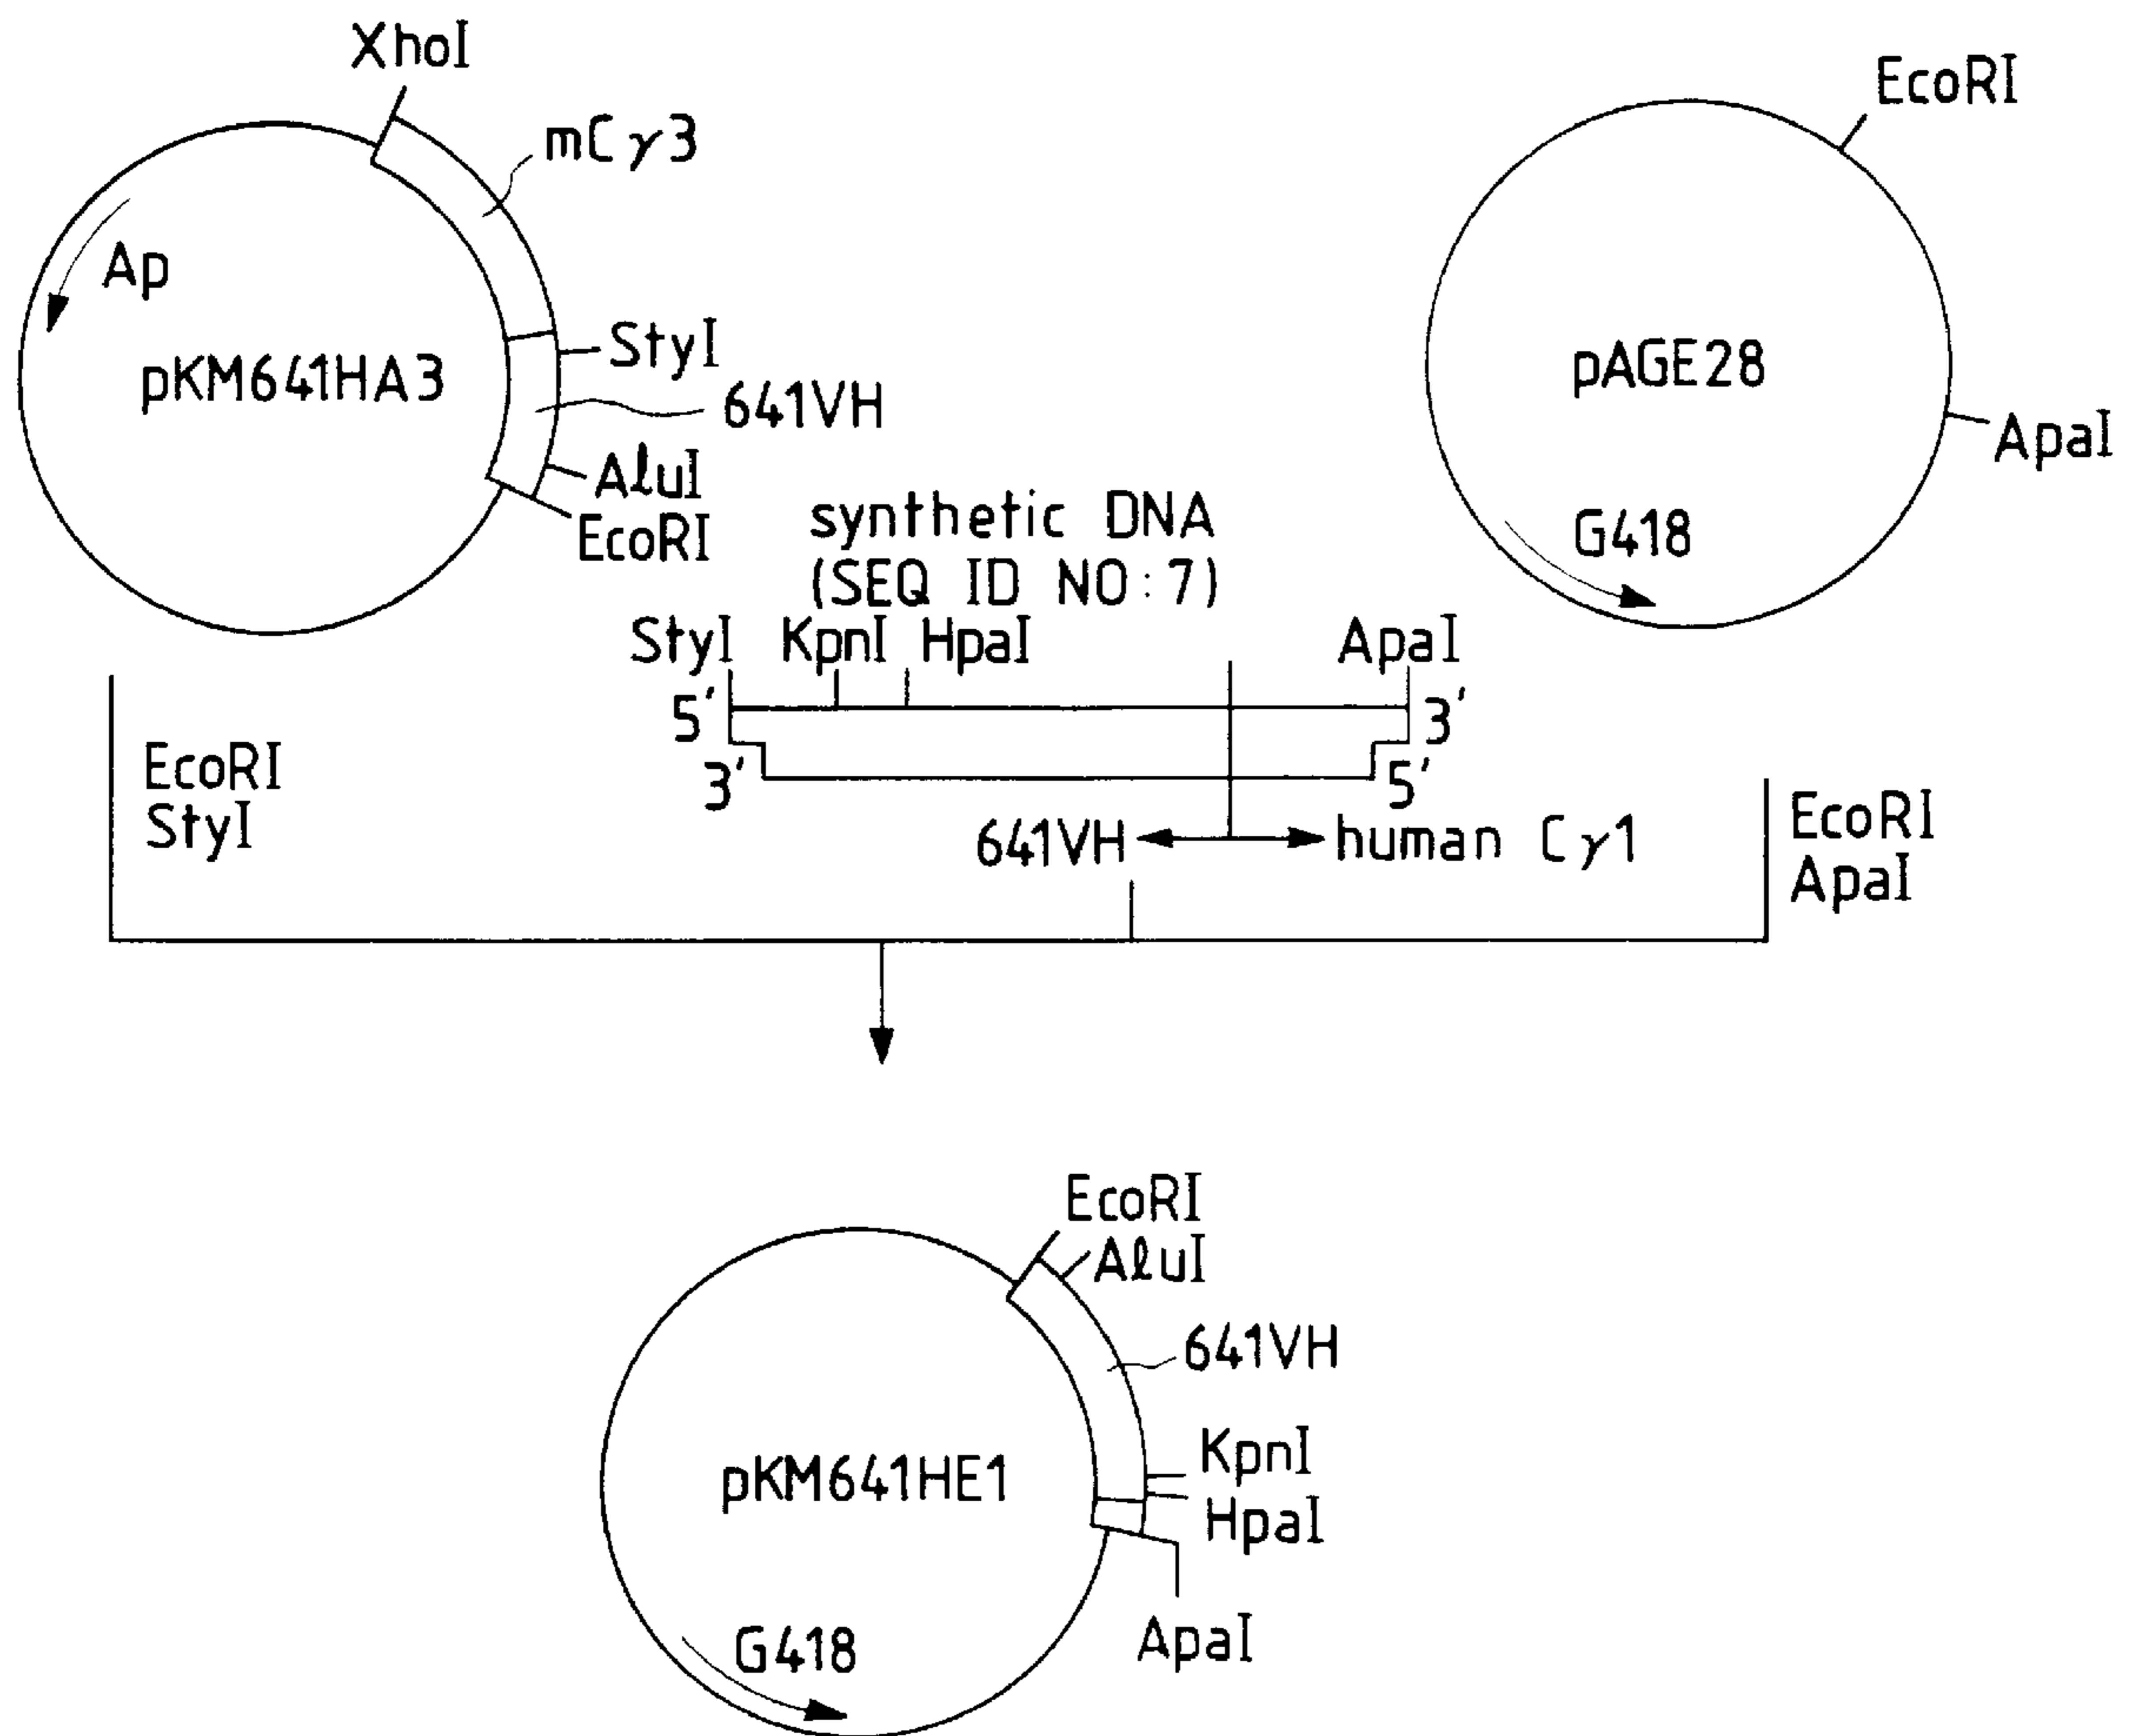 XhoI
mCγ3
Ap
pKM641HA3
StyI
641VH
AluI
EcoRI
EcoRI
pAGE28
ApaI
G418
synthetic DNA
(SEQ ID NO: 7)
StyI KpnI HpaI ApaI
5' 3'
3' 5'
641VH human Cγ1
EcoRI
StyI
EcoRI
ApaI
EcoRI
AluI
641VH
pKM641HE1
KpnI
HpaI
ApaI
G418